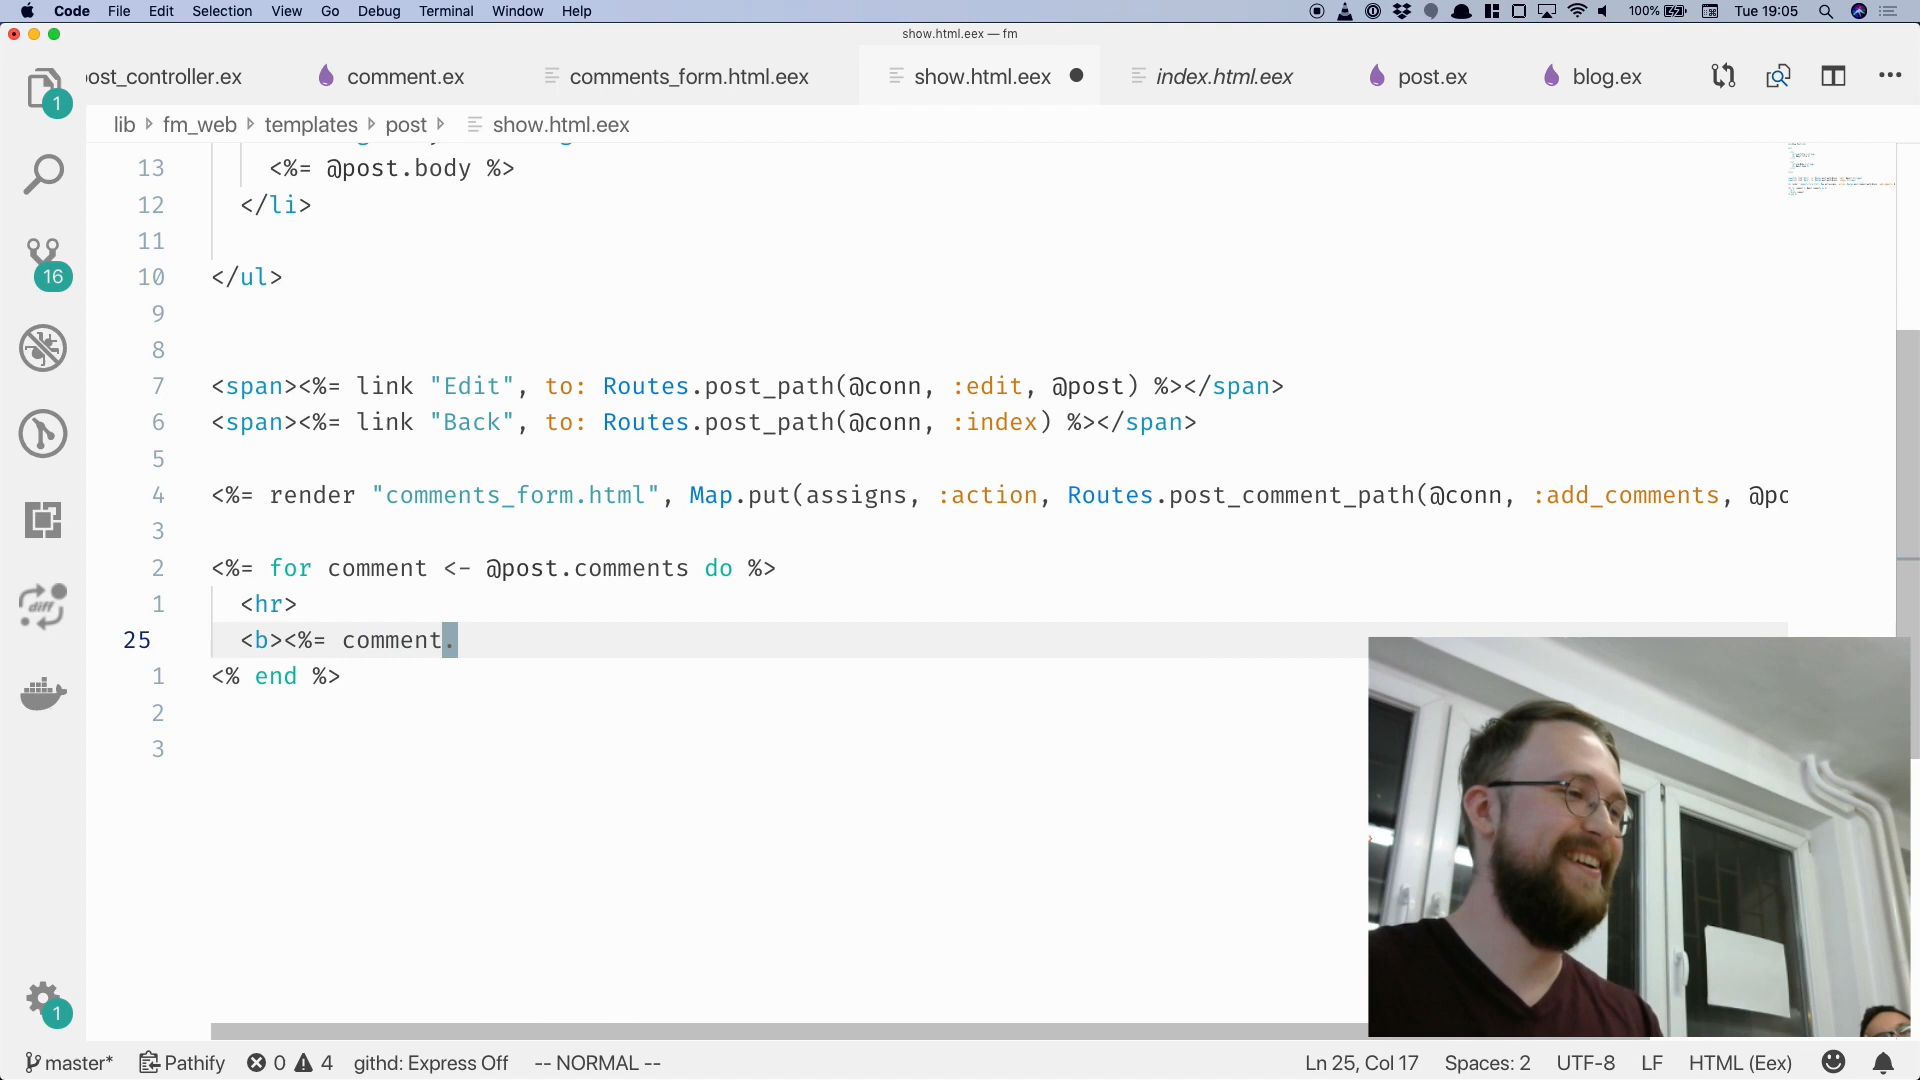 Code File Edit Selection View Go Debug Terminal Window Help 100% Tue 19:05
show.html.eex — fm
ost_controller.ex comment.ex comments_form.html.eex show.html.eex index.html.eex post.ex blog.ex
1
lib fm_web templates post show.html.eex
13 <%= @post.body %>
12 </li>
11
10 </ul>
16
9
8
7 <span><%= link "Edit", to: Routes.post_path(@conn, :edit, @post) %></span>
6 <span><%= link "Back", to: Routes.post_path(@conn, :index) %></span>
5
4 <%= render "comments_form.html", Map.put(assigns, :action, Routes.post_comment_path(@conn, :add_comments, @po
3
2 <%= for comment <- @post.comments do %>
1 <hr>
diff
25 <b><%= comment.
1 <% end %>
2
3
1
master* Pathify 0 4 githd: Express Off -- NORMAL -- Ln 25, Col 17 Spaces: 2 UTF-8 LF HTML (Eex)